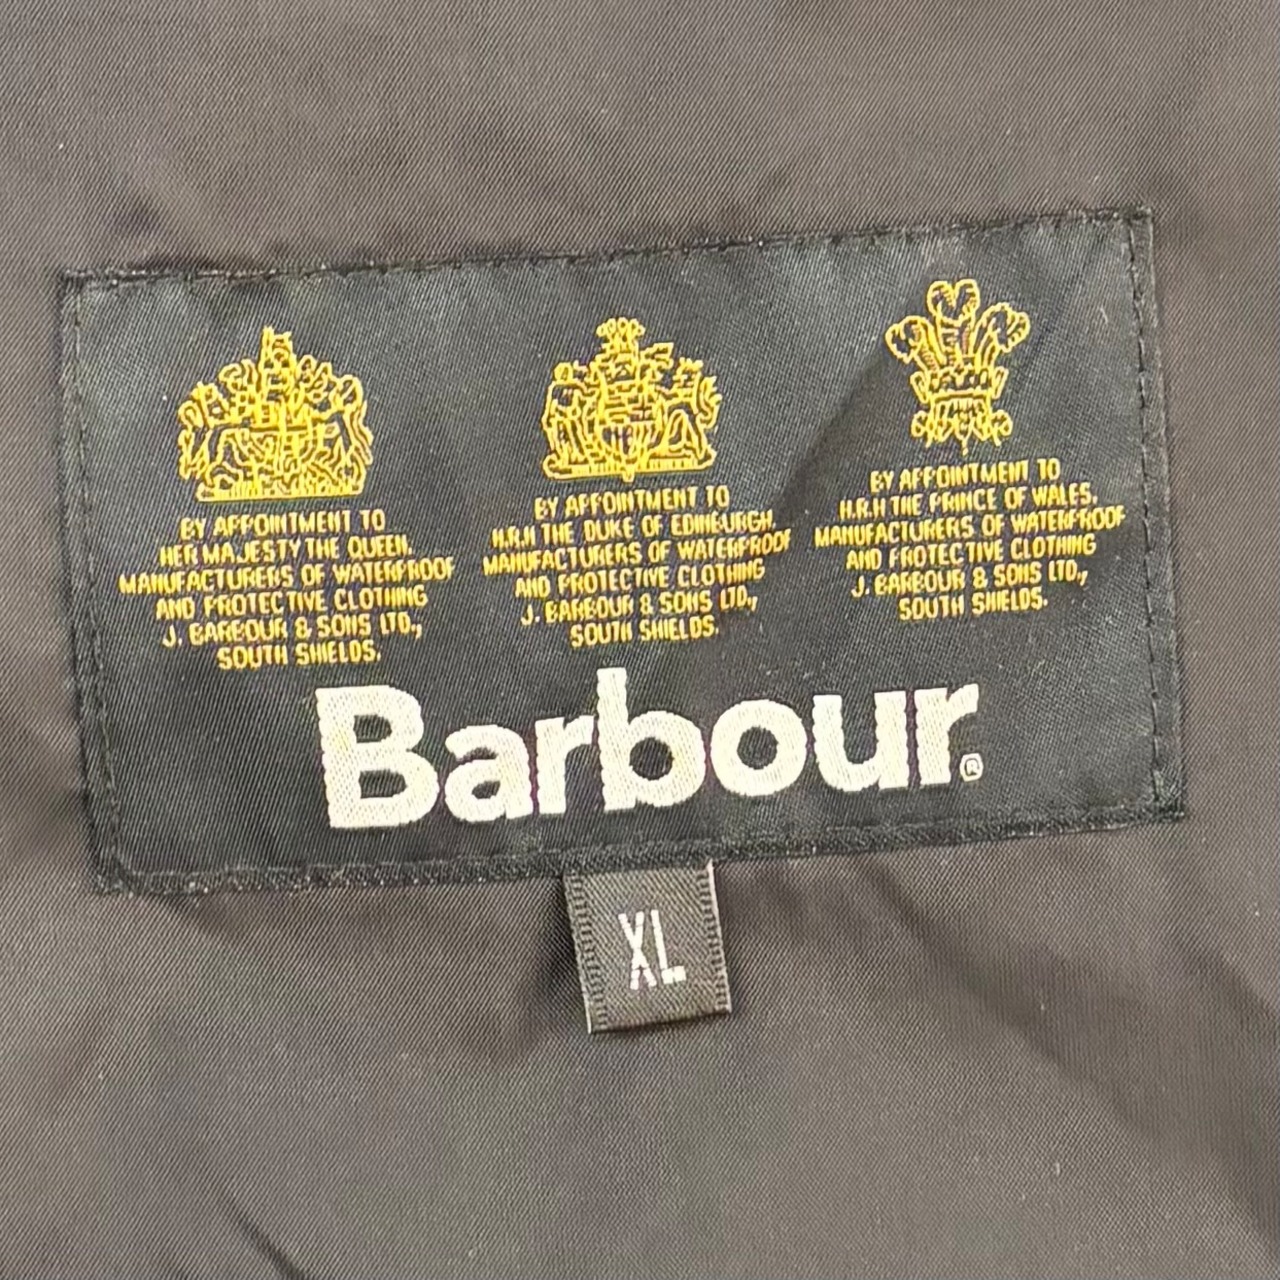 BY APPOINTMENT TO
HER MAJESTY THE QUEEN,
MANUFACTURERS OF WATERPROOF
AND PROTECTIVE CLOTHING
J. BARBOUR & SONS LTD.,
SOUTH SHIELDS.
BY APPOINTMENT TO
H.R.H THE DUKE OF EDINBURGH,
MANUFACTURERS OF WATERPROOF
AND PROTECTIVE CLOTHING
J. BARBOUR & SONS LTD.,
SOUTH SHIELDS.
BY APPOINTMENT TO
H.R.H THE PRINCE OF WALES,
MANUFACTURERS OF WATERPROOF
AND PROTECTIVE CLOTHING
J. BARBOUR & SONS LTD.,
SOUTH SHIELDS.
Barbour.®
XL